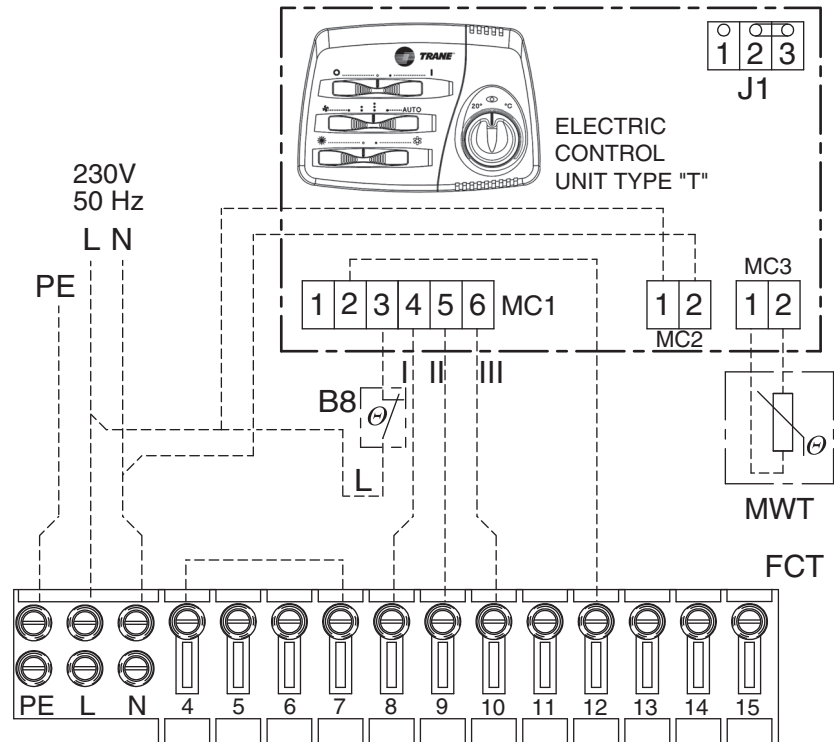 TRANE
O I
AUTO
20° °C
ELECTRIC
CONTROL
UNIT TYPE "T"
1 2 3
J1
230V
50 Hz
L N
PE
1 2 3 4 5 6 MC1
1 2
MC2
MC3
1 2
I II III
B8
Θ
L
Θ
MWT
FCT
PE L N 4 5 6 7 8 9 10 11 12 13 14 15